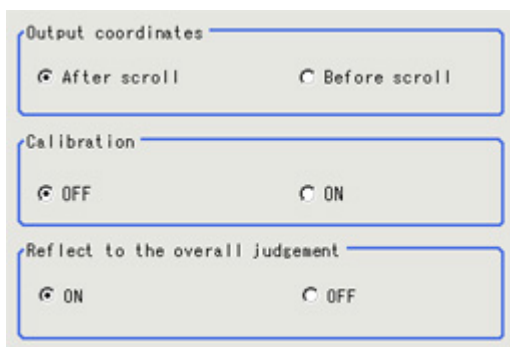 Output coordinates
After scroll Before scroll
Calibration
OFF ON
Reflect to the overall judgement
ON OFF